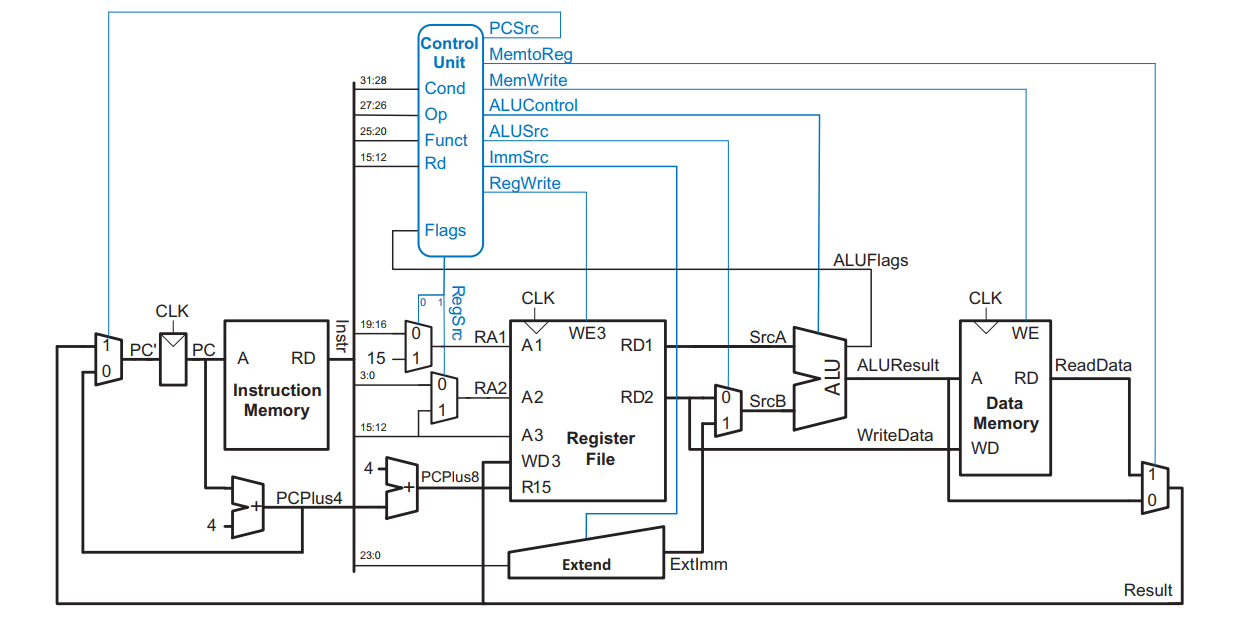 PCSrc
Control
Unit
MemtoReg
31:28
Cond
MemWrite
27:26
Op
ALUControl
25:20
Funct
ALUSrc
15:12
Rd
ImmSrc
RegWrite
Flags
ALUFlags
0 1
RegSrc
CLK
Instr
19:16
0
RA1
CLK
WE3
CLK
WE
1
PC'
PC
A
RD
15
1
A1
RD1
SrcA
ALU
0
Instruction
Memory
3:0
0
RA2
A2
RD2
0
SrcB
ALUResult
A
RD
ReadData
1
1
Data
Memory
15:12
A3
Register
File
WriteData
WD
4
+
PCPlus8
WD3
R15
1
0
+
PCPlus4
4
23:0
Extend
ExtImm
Result